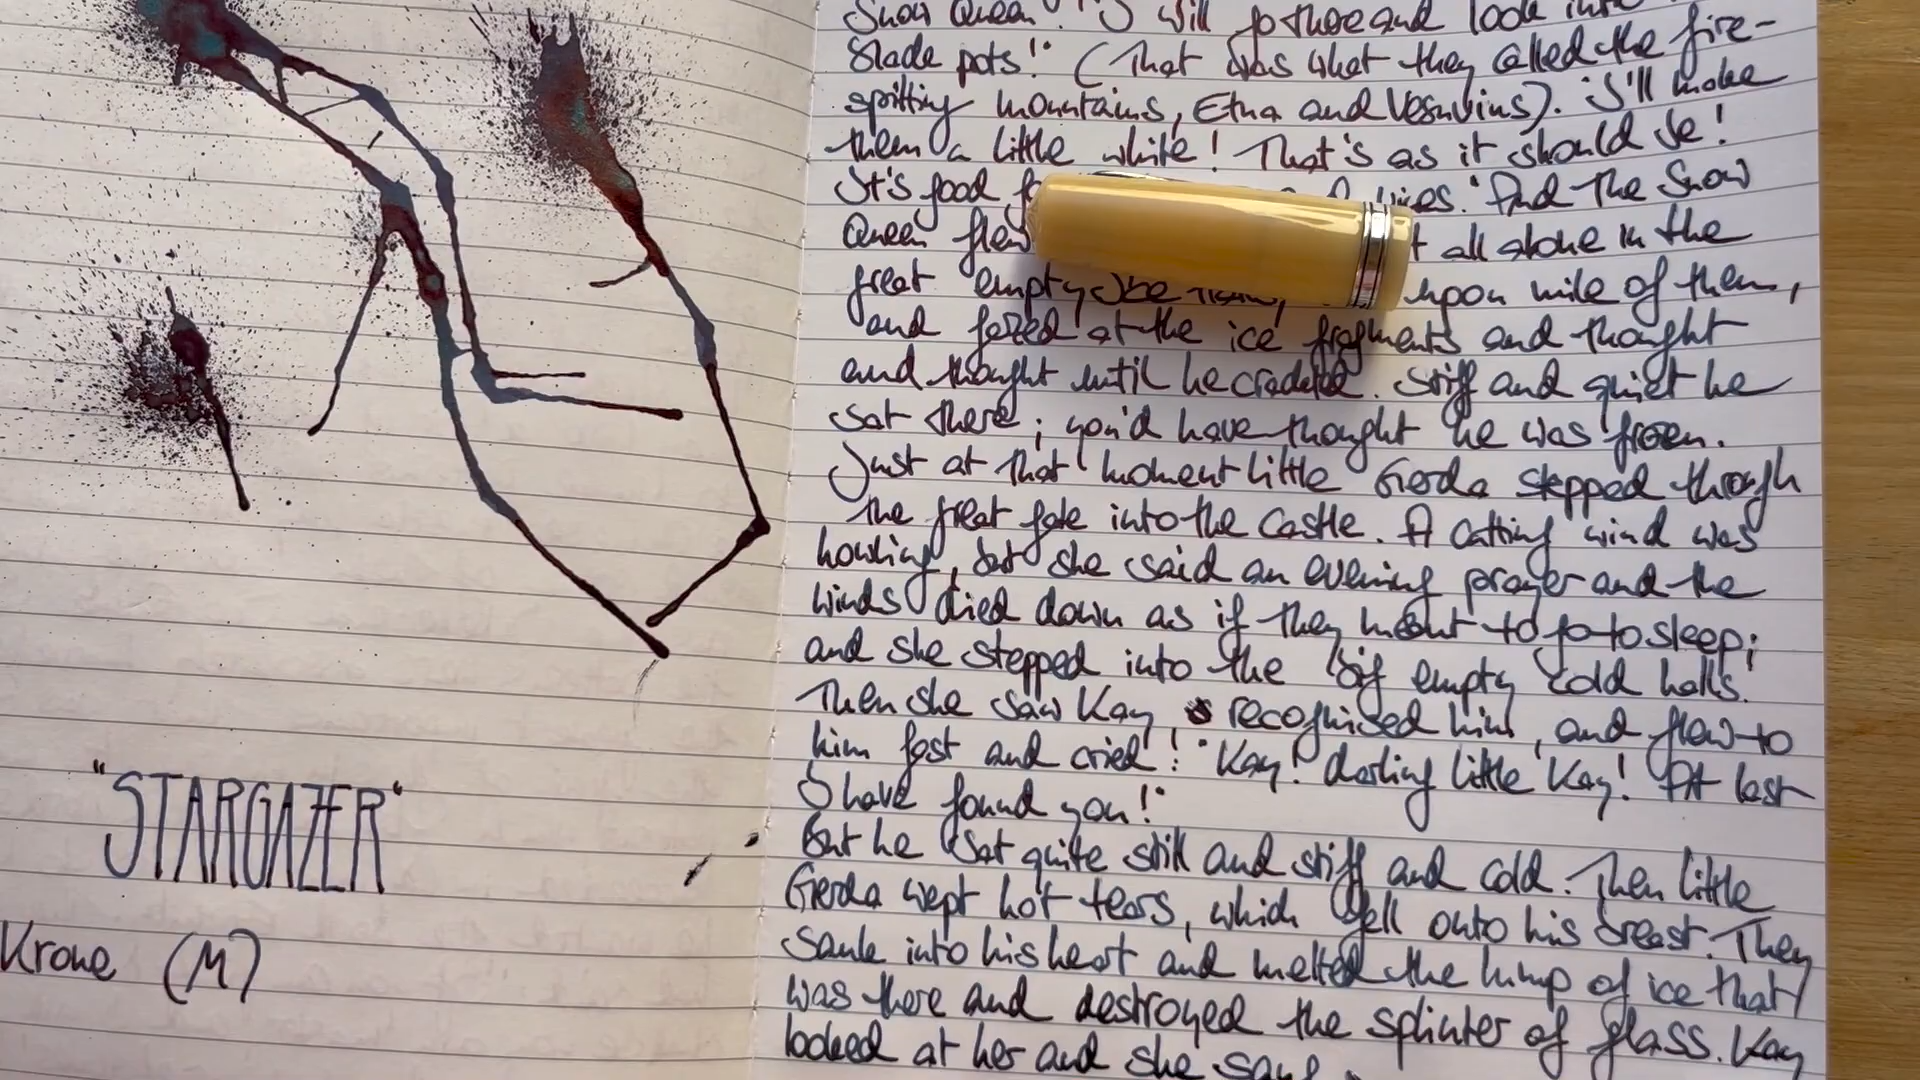 "STARGAZER"
Krone (M)
Snow Queen. "I will go there and look into
black pots!" (That was what they called the fire-
spitting mountains, Etna and Vesuvius). "I'll make
them a little white! That's as it should be!
It's good
Queen flew all alone in the
great empty upon mile of them,
and gazed at the ice fragments and thought
and thought until he cracked. Stiff and quiet he
sat there; you'd have thought he was frozen.
Just at that moment little Gerda stepped through
the great gate into the castle. A cutting wind was
howling, but she said an evening prayer and the
winds died down as if they meant to go to sleep;
and she stepped into the big empty cold halls.
Then she saw Kay, recognised him, and flew to
him fast and cried: "Kay! darling little Kay! At last
I have found you!"
But he sat quite still and stiff and cold. Then little
Gerda wept hot tears, which fell onto his breast. They
sank into his heart and melted the lump of ice that
was there and destroyed the splinter of glass. Kay
looked at her and she sang